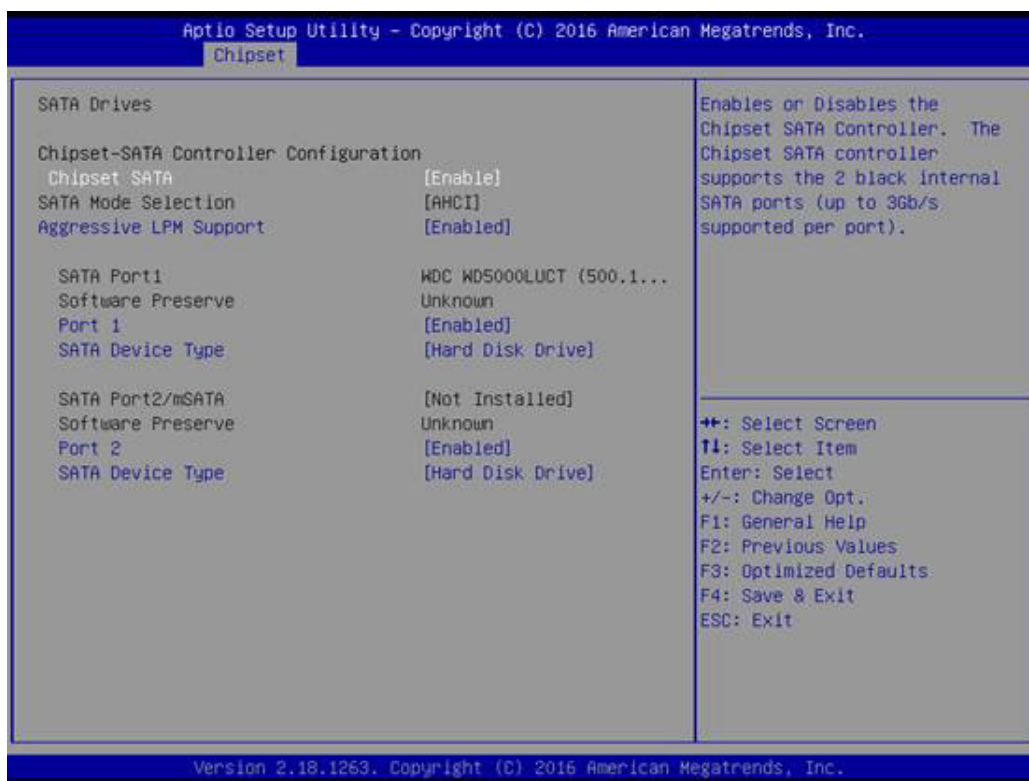 Aptio Setup Utility – Copyright (C) 2016 American Megatrends, Inc.
Chipset
SATA Drives
Chipset-SATA Controller Configuration
Chipset SATA [Enable]
SATA Mode Selection [AHCI]
Aggressive LPM Support [Enabled]
SATA Port1 WDC WD5000LUCT (500.1...
Software Preserve Unknown
Port 1 [Enabled]
SATA Device Type [Hard Disk Drive]
SATA Port2/mSATA [Not Installed]
Software Preserve Unknown
Port 2 [Enabled]
SATA Device Type [Hard Disk Drive]
Enables or Disables the
Chipset SATA Controller. The
Chipset SATA controller
supports the 2 black internal
SATA ports (up to 3Gb/s
supported per port).
→←: Select Screen
↑↓: Select Item
Enter: Select
+/-: Change Opt.
F1: General Help
F2: Previous Values
F3: Optimized Defaults
F4: Save & Exit
ESC: Exit
Version 2.18.1263. Copyright (C) 2016 American Megatrends, Inc.